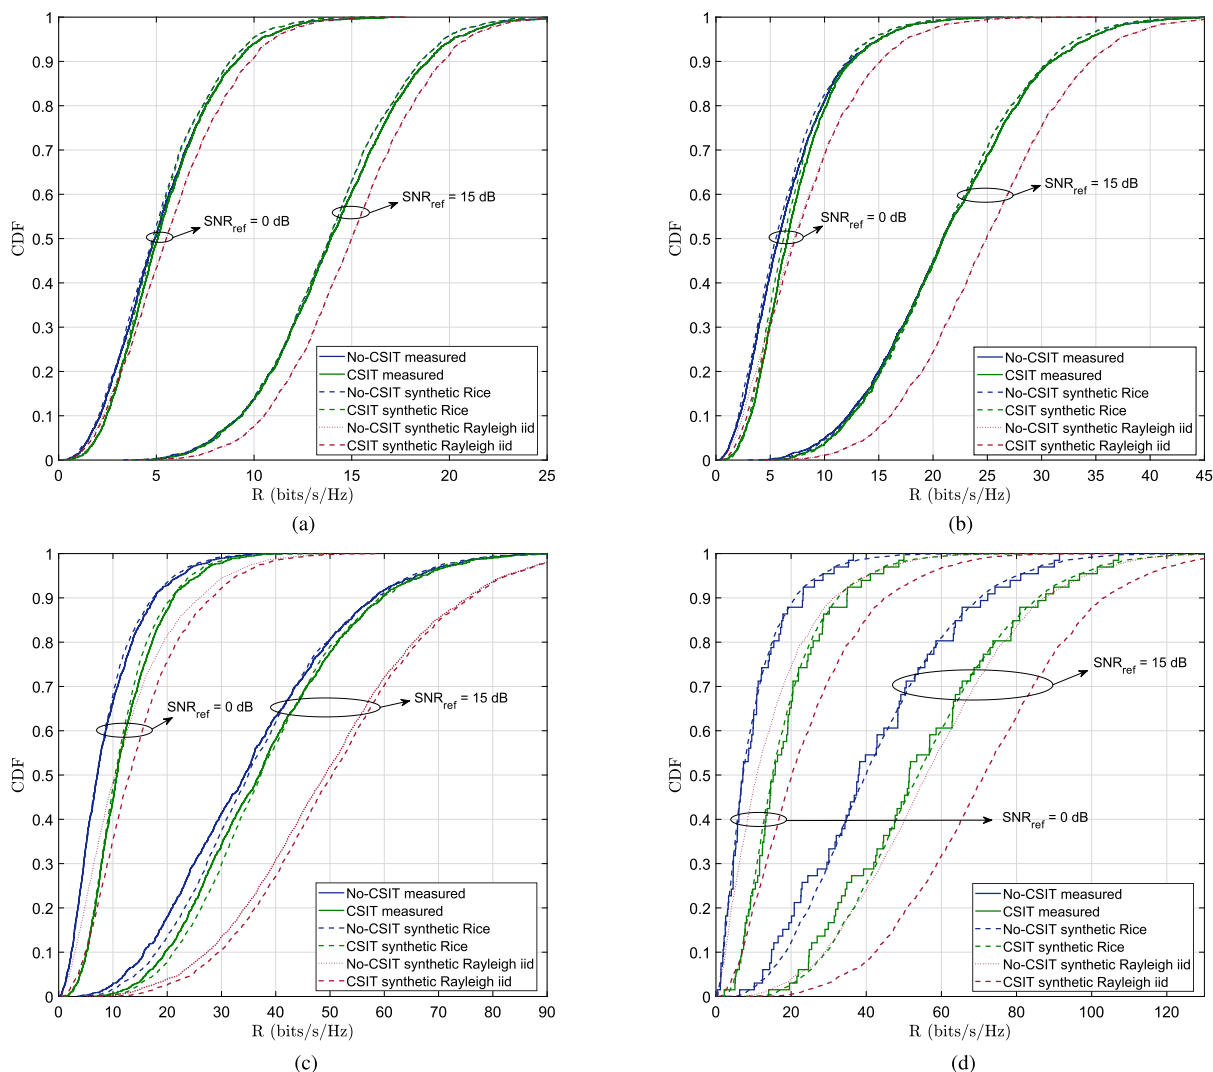 1
0.9
0.8
0.7
0.6
0.5
0.4
0.3
0.2
0.1
0
CDF
SNRref = 0 dB
SNRref = 15 dB
No-CSIT measured
CSIT measured
No-CSIT synthetic Rice
CSIT synthetic Rice
No-CSIT synthetic Rayleigh iid
CSIT synthetic Rayleigh iid
0 5 10 15 20 25
R (bits/s/Hz)
(a)
1
0.9
0.8
0.7
0.6
0.5
0.4
0.3
0.2
0.1
0
CDF
SNRref = 15 dB
SNRref = 0 dB
No-CSIT measured
CSIT measured
No-CSIT synthetic Rice
CSIT synthetic Rice
No-CSIT synthetic Rayleigh iid
CSIT synthetic Rayleigh iid
0 5 10 15 20 25 30 35 40 45
R (bits/s/Hz)
(b)
1
0.9
0.8
0.7
0.6
0.5
0.4
0.3
0.2
0.1
0
CDF
SNRref = 0 dB
SNRref = 15 dB
No-CSIT measured
CSIT measured
No-CSIT synthetic Rice
CSIT synthetic Rice
No-CSIT synthetic Rayleigh iid
CSIT synthetic Rayleigh iid
0 10 20 30 40 50 60 70 80 90
R (bits/s/Hz)
(c)
1
0.9
0.8
0.7
0.6
0.5
0.4
0.3
0.2
0.1
0
CDF
SNRref = 15 dB
SNRref = 0 dB
No-CSIT measured
CSIT measured
No-CSIT synthetic Rice
CSIT synthetic Rice
No-CSIT synthetic Rayleigh iid
CSIT synthetic Rayleigh iid
0 20 40 60 80 100 120
R (bits/s/Hz)
(d)